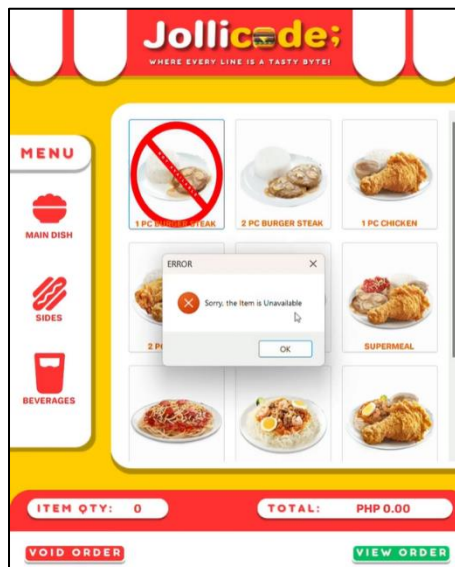 Jollicode;
WHERE EVERY LINE IS A TASTY BYTE!
MENU
MAIN DISH
SIDES
BEVERAGES
1 PC BURGER STEAK
2 PC BURGER STEAK
1 PC CHICKEN
ERROR
Sorry, the Item is Unavailable
OK
2 PC
SUPERMEAL
ITEM QTY: 0
TOTAL: PHP 0.00
VOID ORDER
VIEW ORDER